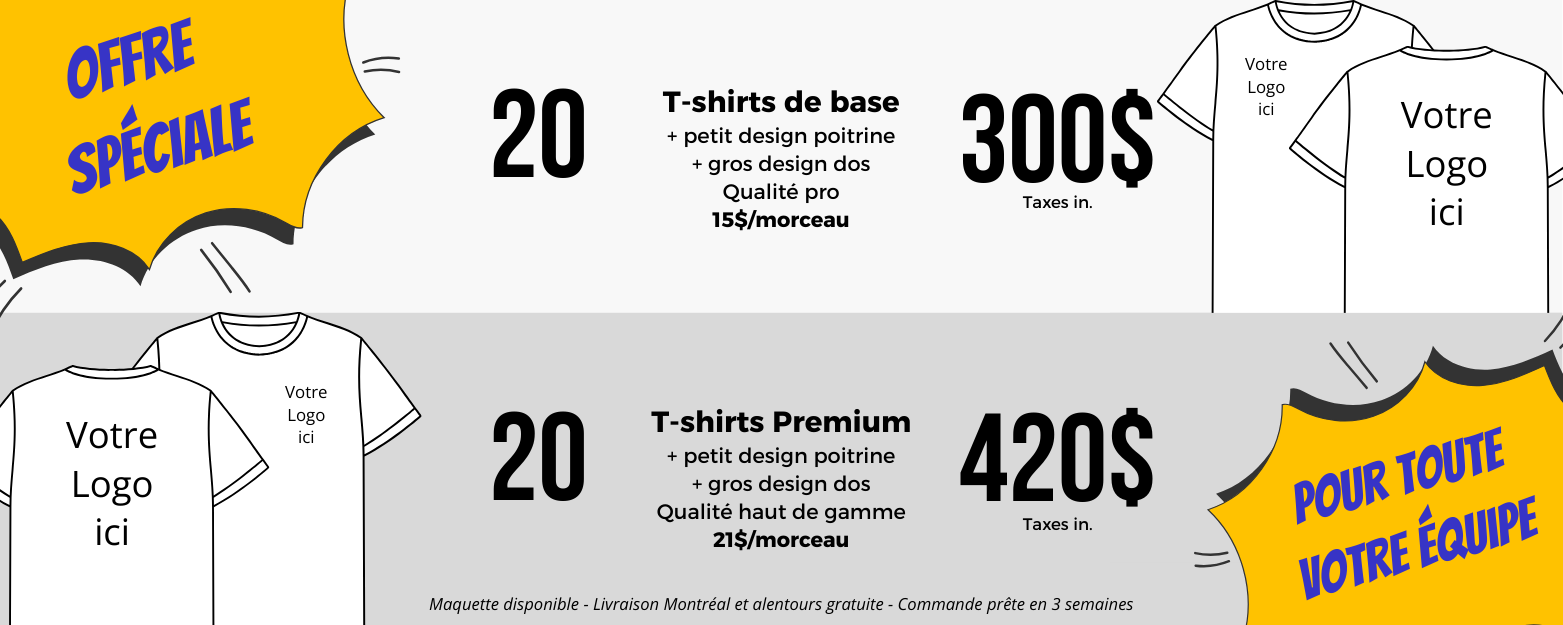 OFFRE
SPÉCIALE
20
T-shirts de base
+ petit design poitrine
+ gros design dos
Qualité pro
15$/morceau
300$
Taxes in.
Votre
Logo
ici
Votre
Logo
ici
Votre
Logo
ici
Votre
Logo
ici
20
T-shirts Premium
+ petit design poitrine
+ gros design dos
Qualité haut de gamme
21$/morceau
420$
Taxes in.
POUR TOUTE
VOTRE ÉQUIPE
Maquette disponible - Livraison Montréal et alentours gratuite - Commande prête en 3 semaines